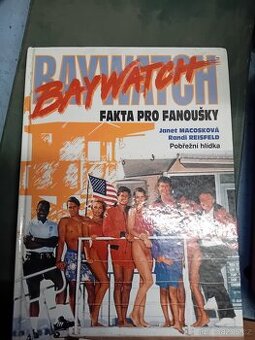 BAYWATCH
BAYWATCH
FAKTA PRO FANOUŠKY
Janet MACOSKOVÁ
Randi REISFELD
Pobřežní hlídka